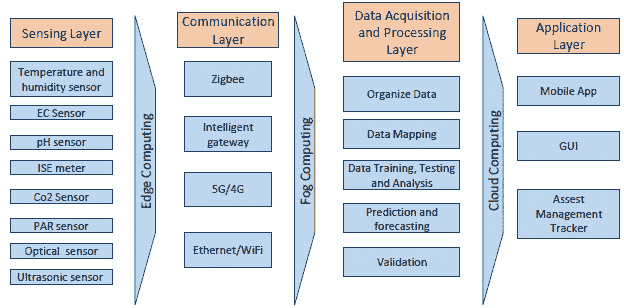 Sensing Layer
Temperature and
humidity sensor
EC Sensor
pH sensor
ISE meter
Co2 Sensor
PAR sensor
Optical sensor
Ultrasonic sensor
Edge Computing
Communication
Layer
Zigbee
Intelligent
gateway
5G/4G
Ethernet/WiFi
Fog Computing
Data Acquisition
and Processing
Layer
Organize Data
Data Mapping
Data Training, Testing
and Analysis
Prediction and
forecasting
Validation
Cloud Computing
Application
Layer
Mobile App
GUI
Assest
Management
Tracker